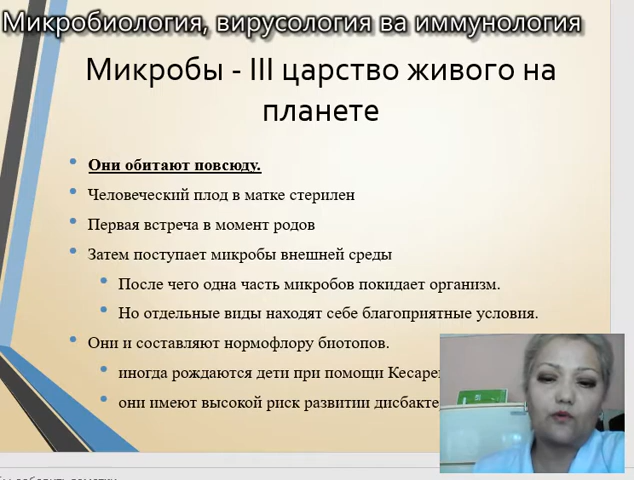 Микробиология, вирусология ва иммунология
Микробы - III царство живого на
планете
Они обитают повсюду.
Человеческий плод в матке стерилен
Первая встреча в момент родов
Затем поступает микробы внешней среды
После чего одна часть микробов покидает организм.
Но отдельные виды находят себе благоприятные условия.
Они и составляют нормофлору биотопов.
иногда рождаются дети при помощи
они имеют высокой риск развитии